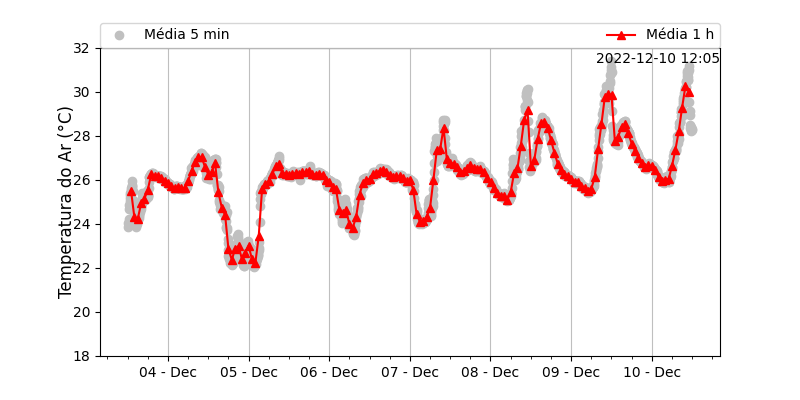 Média 5 min
Média 1 h
2022-12-10 12:05
Temperatura do Ar (°C)
32
30
28
26
24
22
20
18
04 - Dec
05 - Dec
06 - Dec
07 - Dec
08 - Dec
09 - Dec
10 - Dec